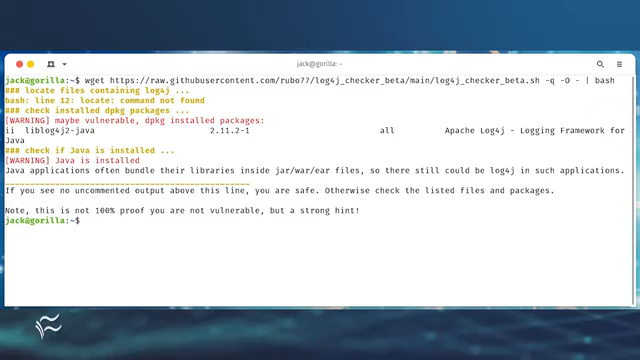 jack@gorilla: ~
jack@gorilla:~$ wget https://raw.githubusercontent.com/rubo77/log4j_checker_beta/main/log4j_checker_beta.sh -q -O - | bash
### locate files containing log4j ...
bash: line 12: locate: command not found
### check installed dpkg packages ...
[WARNING] maybe vulnerable, dpkg installed packages:
ii liblog4j2-java 2.11.2-1 all Apache Log4j - Logging Framework for
Java
### check if Java is installed ...
[WARNING] Java is installed
Java applications often bundle their libraries inside jar/war/ear files, so there still could be log4j in such applications.
If you see no uncommented output above this line, you are safe. Otherwise check the listed files and packages.
Note, this is not 100% proof you are not vulnerable, but a strong hint!
jack@gorilla:~$